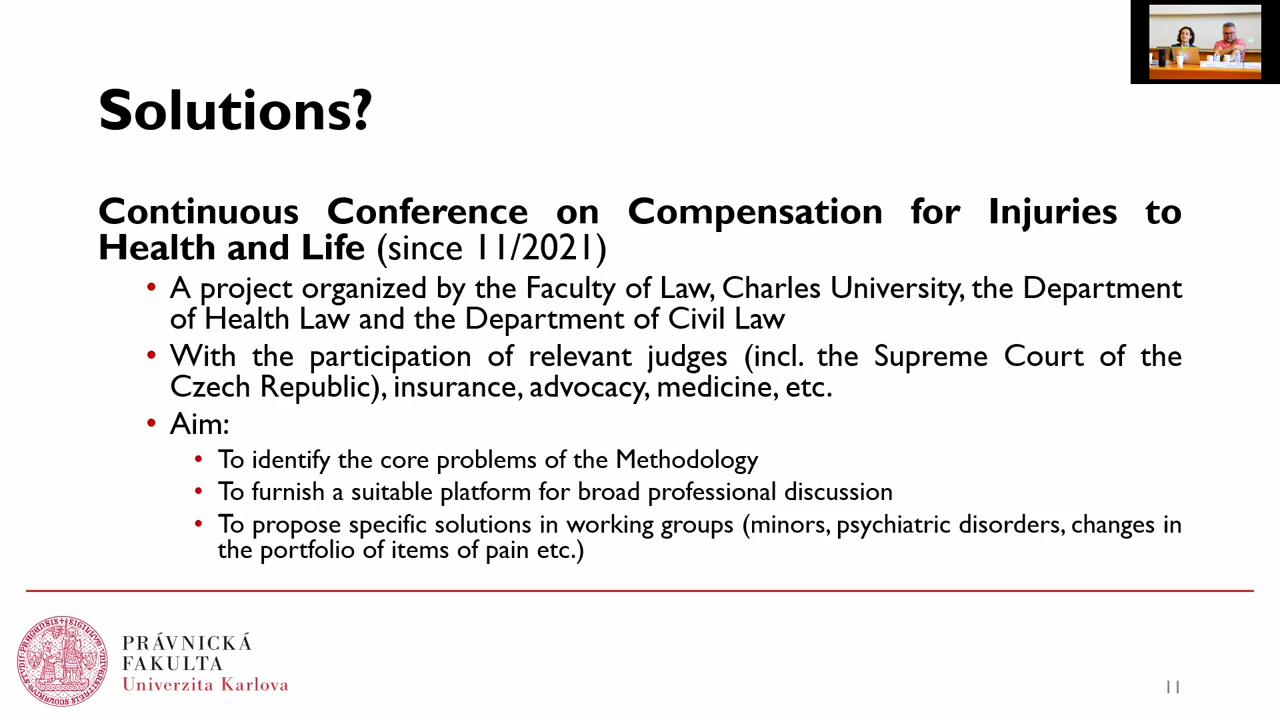 Solutions?
Continuous Conference on Compensation for Injuries to
Health and Life (since 11/2021)
• A project organized by the Faculty of Law, Charles University, the Department
of Health Law and the Department of Civil Law
• With the participation of relevant judges (incl. the Supreme Court of the
Czech Republic), insurance, advocacy, medicine, etc.
• Aim:
• To identify the core problems of the Methodology
• To furnish a suitable platform for broad professional discussion
• To propose specific solutions in working groups (minors, psychiatric disorders, changes in
the portfolio of items of pain etc.)
PRÁVNICKÁ
FAKULTA
Univerzita Karlova
11